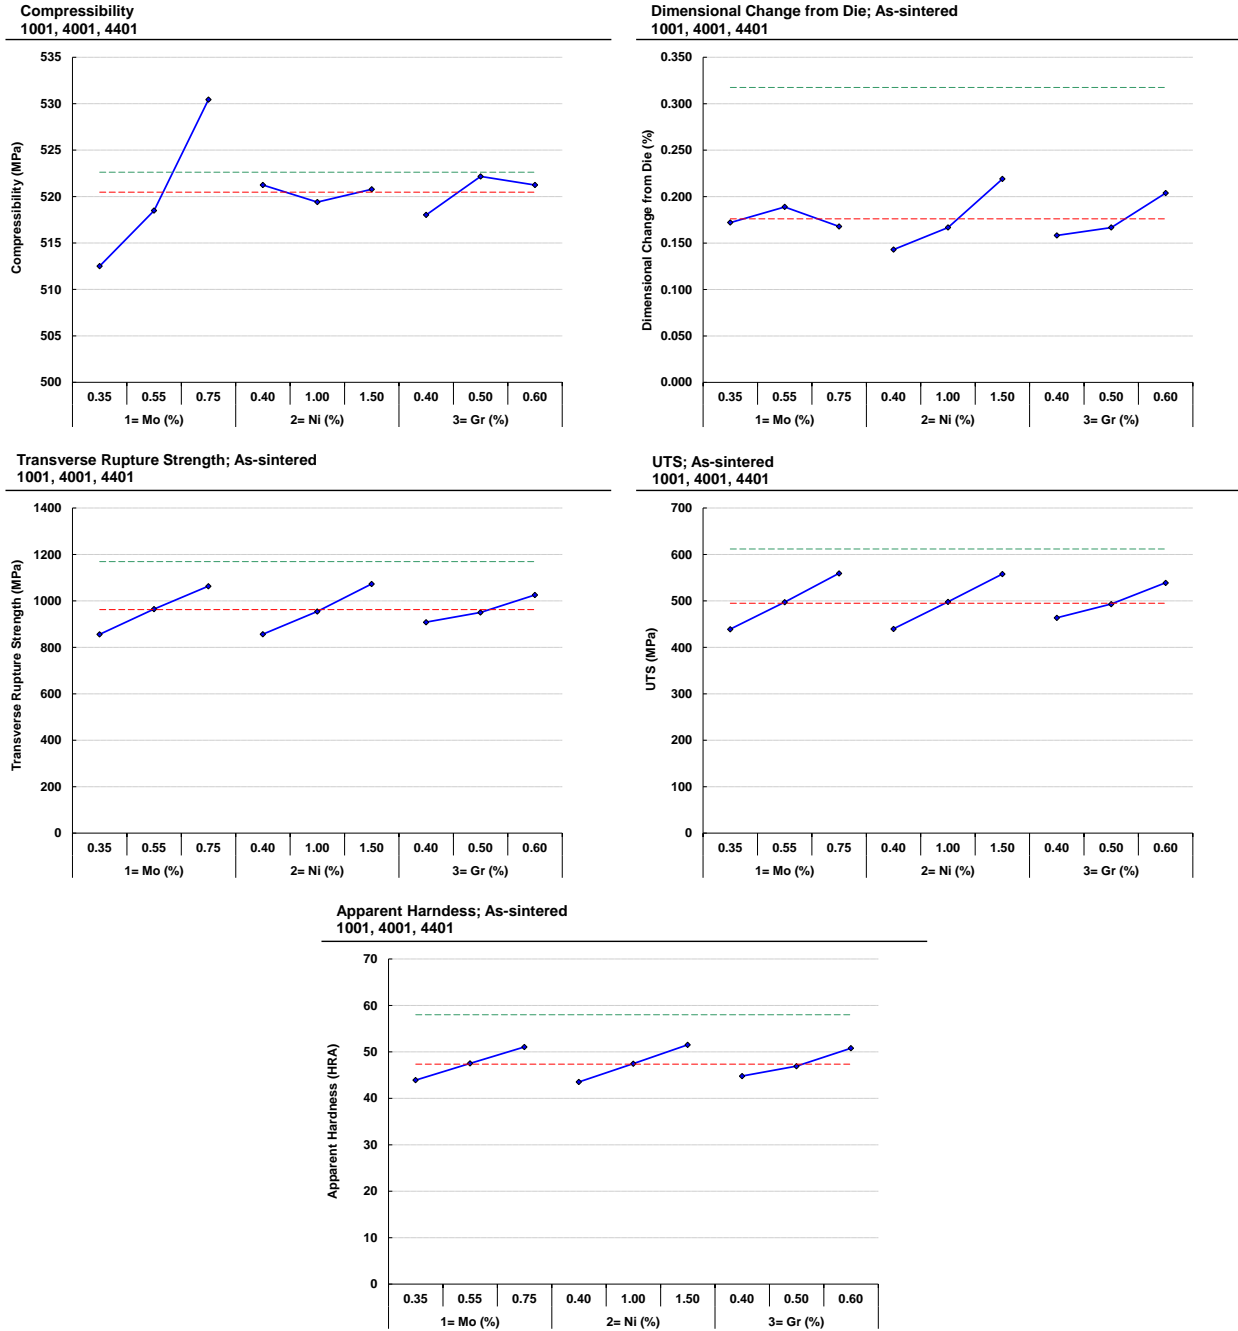 Compressibility
1001, 4001, 4401
535
530
525
520
515
510
505
500
Compressibility (MPa)
0.35 0.55 0.75 0.40 1.00 1.50 0.40 0.50 0.60
1= Mo (%) 2= Ni (%) 3= Gr (%)
Dimensional Change from Die; As-sintered
1001, 4001, 4401
0.350
0.300
0.250
0.200
0.150
0.100
0.050
0.000
Dimensional Change from Die (%)
0.35 0.55 0.75 0.40 1.00 1.50 0.40 0.50 0.60
1= Mo (%) 2= Ni (%) 3= Gr (%)
Transverse Rupture Strength; As-sintered
1001, 4001, 4401
1400
1200
1000
800
600
400
200
0
Transverse Rupture Strength (MPa)
0.35 0.55 0.75 0.40 1.00 1.50 0.40 0.50 0.60
1= Mo (%) 2= Ni (%) 3= Gr (%)
UTS; As-sintered
1001, 4001, 4401
700
600
500
400
300
200
100
0
UTS (MPa)
0.35 0.55 0.75 0.40 1.00 1.50 0.40 0.50 0.60
1= Mo (%) 2= Ni (%) 3= Gr (%)
Apparent Harndess; As-sintered
1001, 4001, 4401
70
60
50
40
30
20
10
0
Apparent Hardness (HRA)
0.35 0.55 0.75 0.40 1.00 1.50 0.40 0.50 0.60
1= Mo (%) 2= Ni (%) 3= Gr (%)